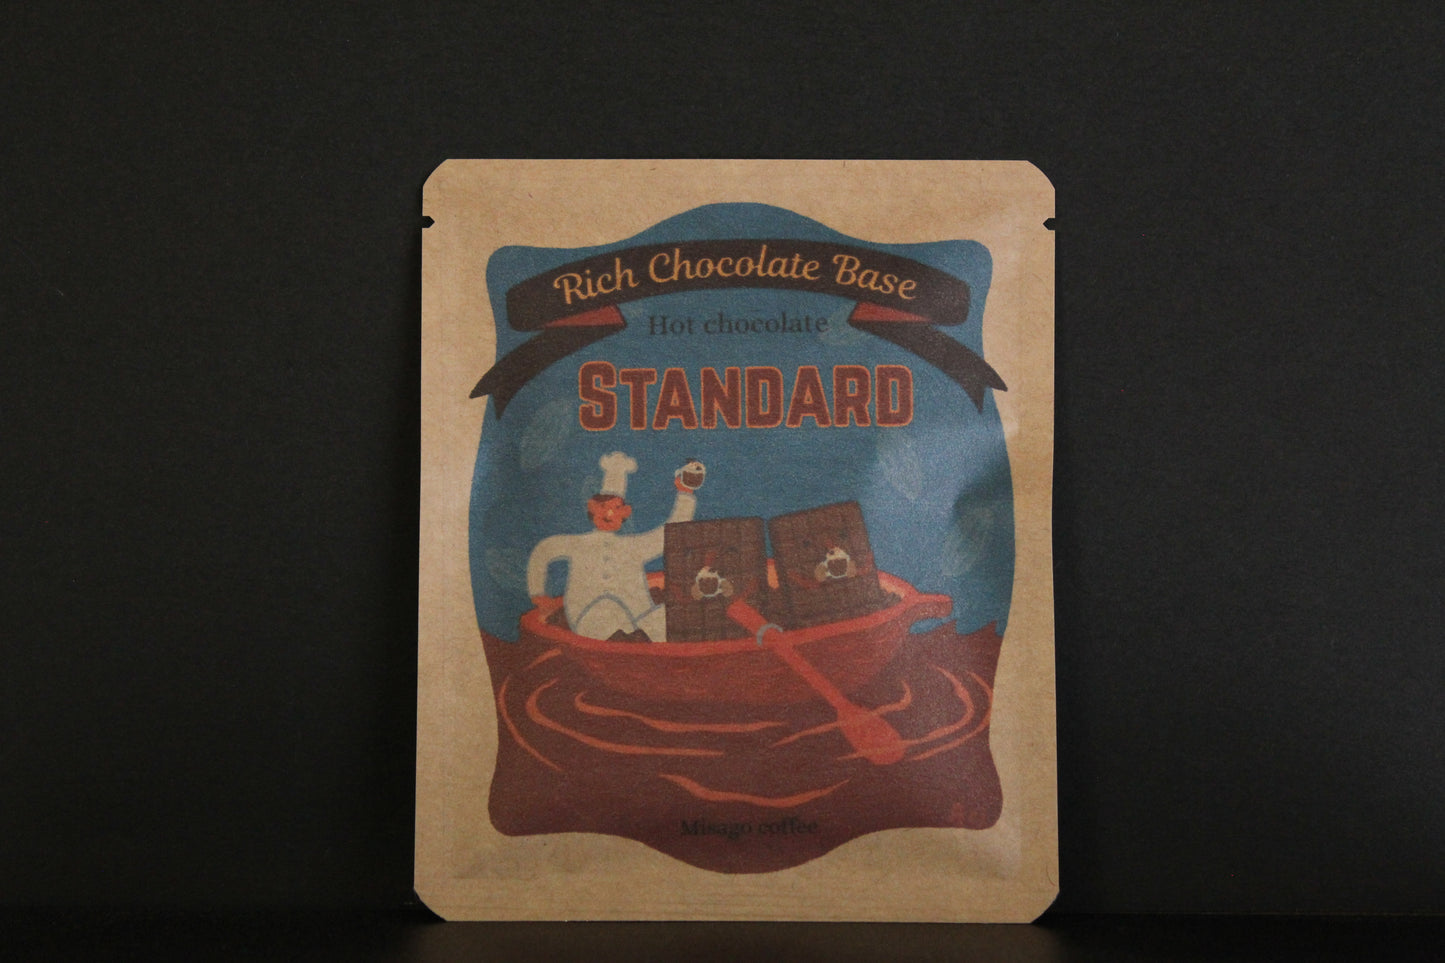 Rich Chocolate Base
Hot chocolate
STANDARD
Misago coffee